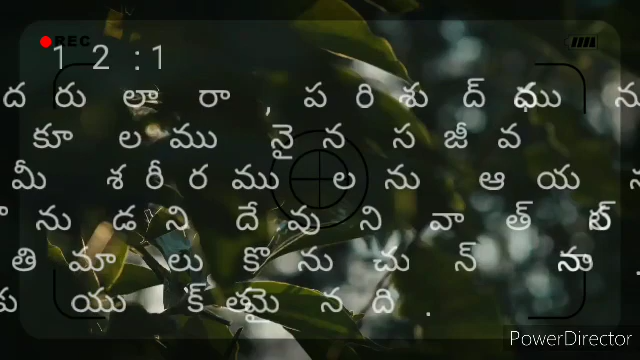 REC
12:1
దరులారా, పరిశుద్ధము
కూలమునైన సజీవ
మీ శరీరములను ఆయ
నుడని దేవుని వాత్
తిమాలుకొనుచున్నా
యుక్తమైనది.
PowerDirector